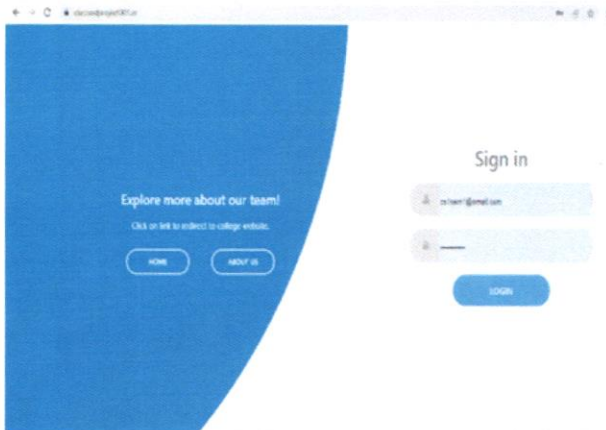 Sign in
Explore more about our team!
Click on link to redirect to college website.
HOME
ABOUT US
LOGIN